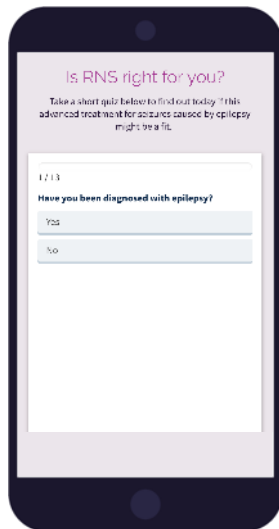 Is RNS right for you?
Take a short quiz below to find out today if this
advanced treatment for seizures caused by epilepsy
might be a fit.
1 / 13
Have you been diagnosed with epilepsy?
Yes
No